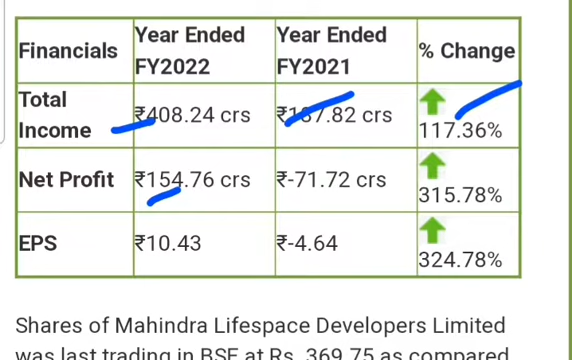 Financials Year Ended FY2022 Year Ended FY2021 % Change
Total Income ₹408.24 crs ₹187.82 crs 117.36%
Net Profit ₹154.76 crs ₹-71.72 crs 315.78%
EPS ₹10.43 ₹-4.64 324.78%
Shares of Mahindra Lifespace Developers Limited
was last trading in BSE at Rs. 369.75 as compared